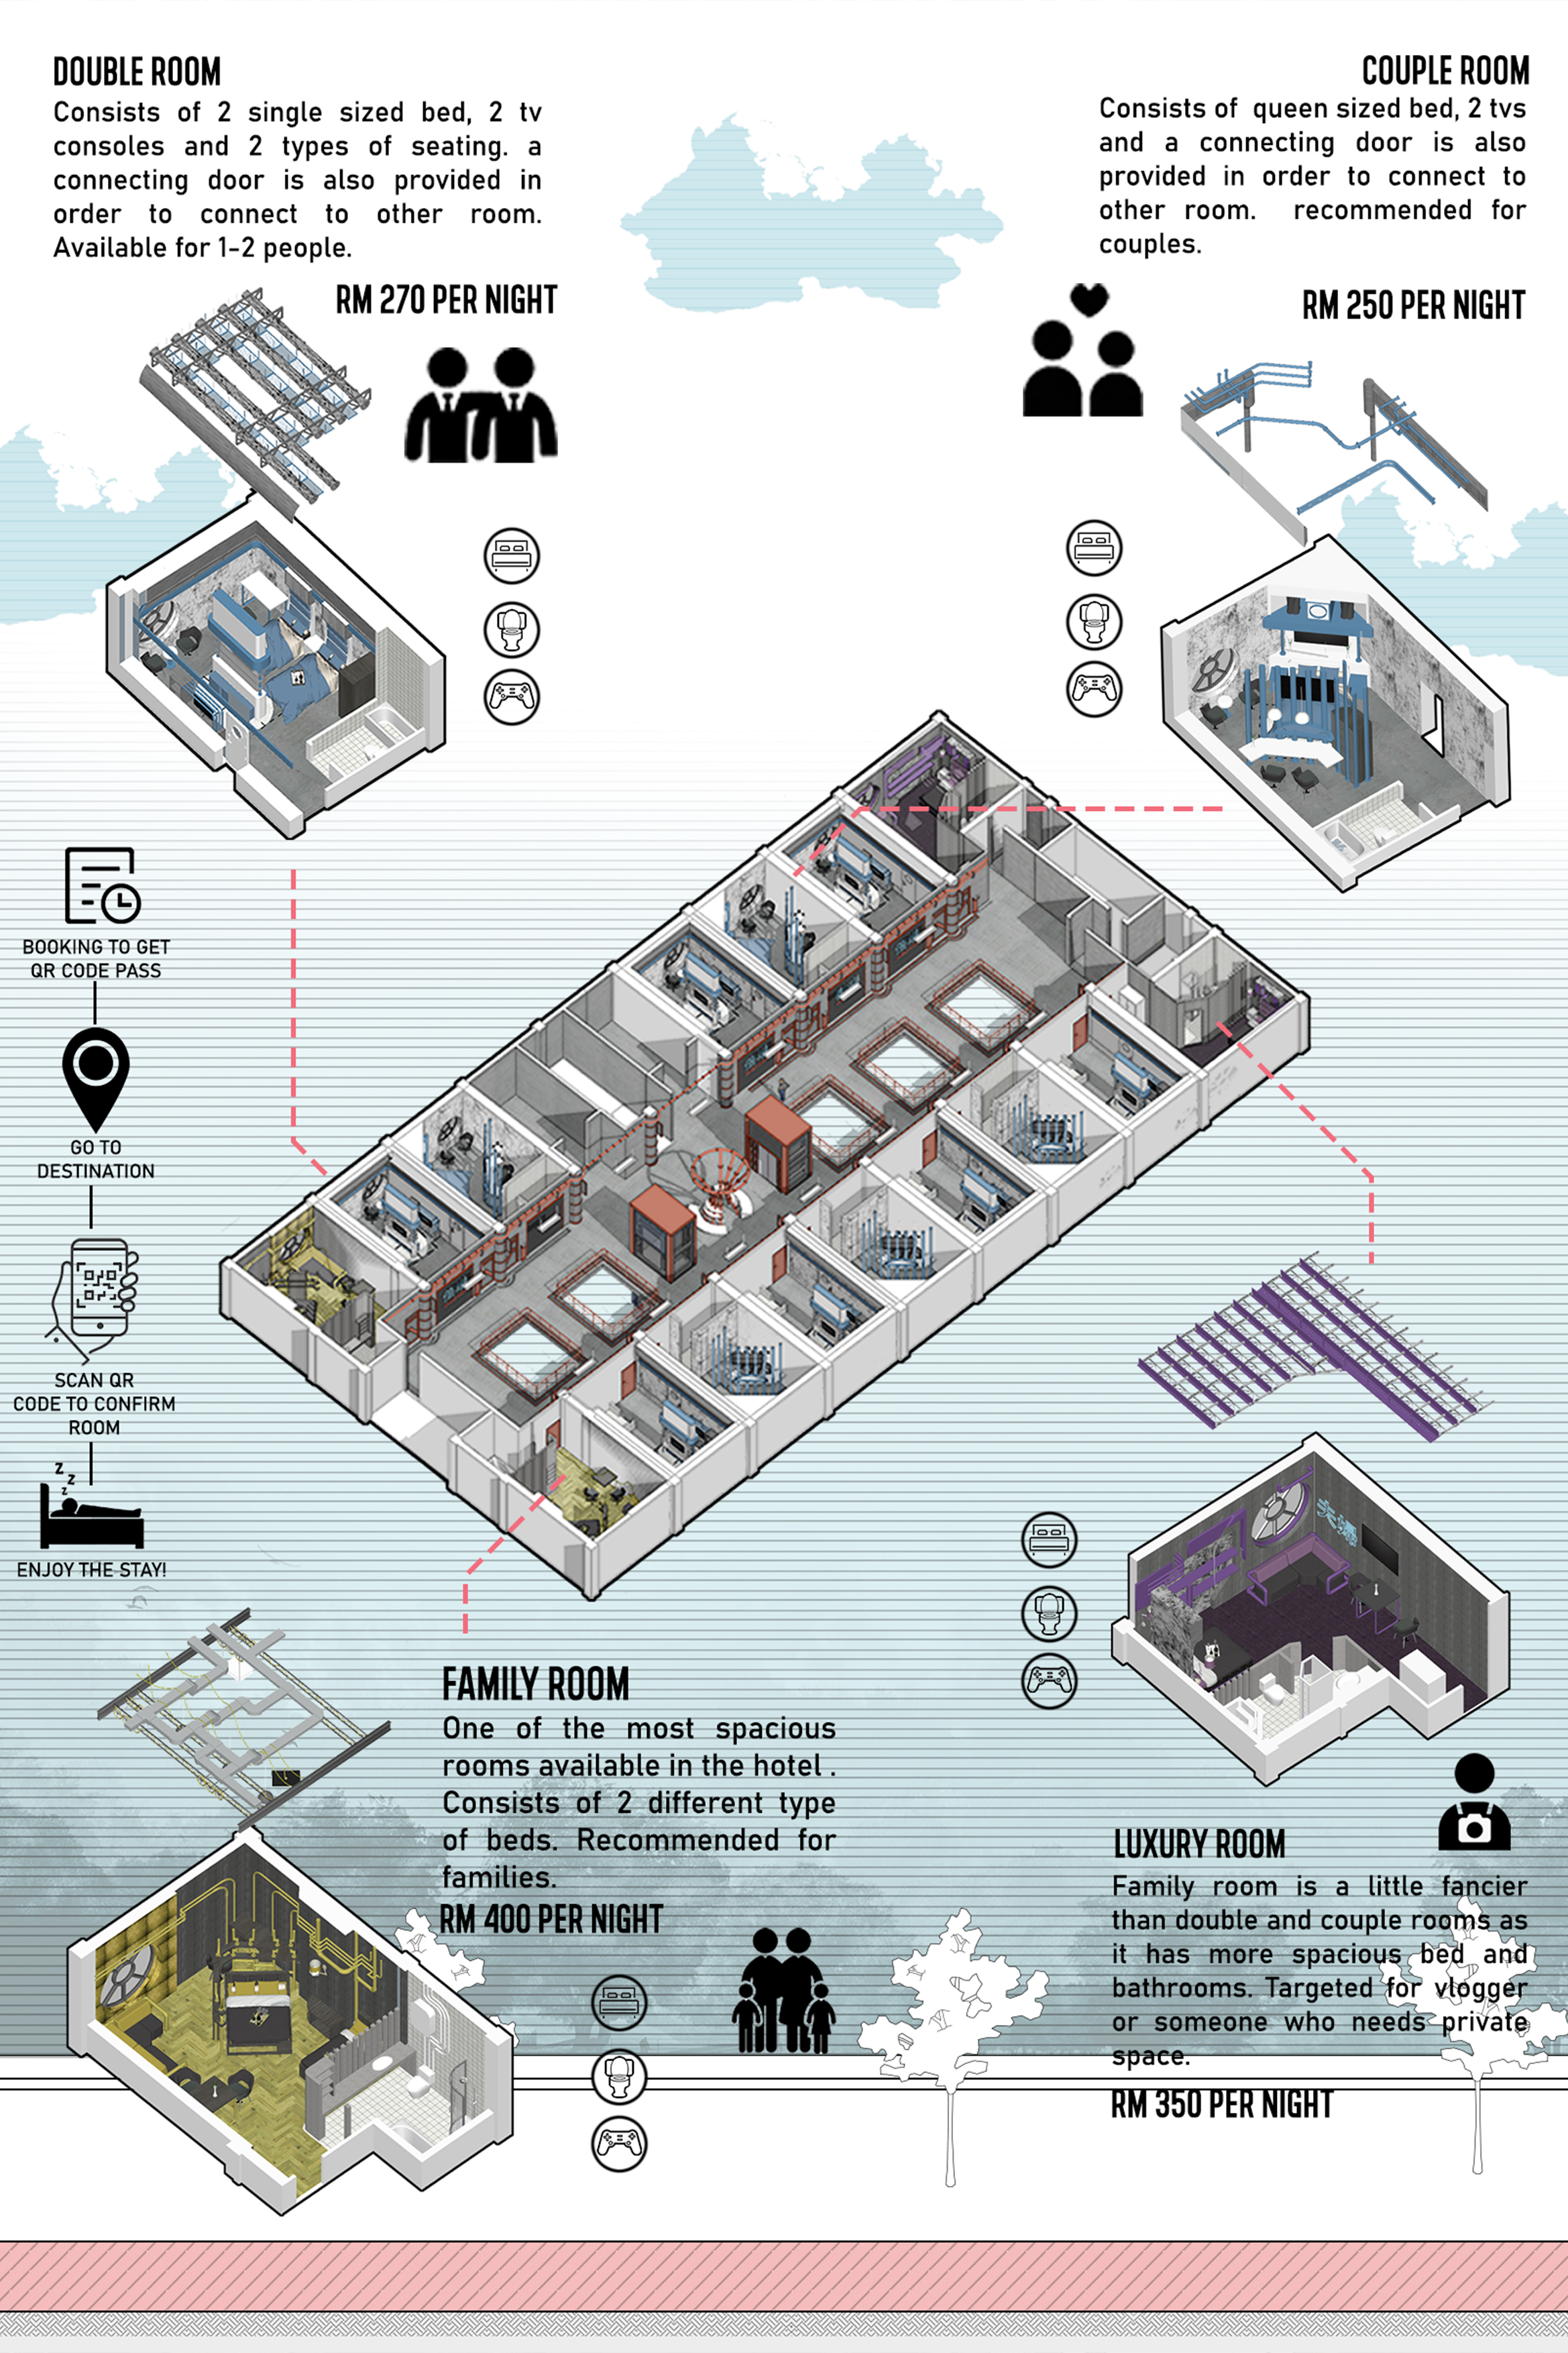 DOUBLE ROOM
Consists of 2 single sized bed, 2 tv
consoles and 2 types of seating. a
connecting door is also provided in
order to connect to other room.
Available for 1-2 people.
RM 270 PER NIGHT
COUPLE ROOM
Consists of queen sized bed, 2 tvs
and a connecting door is also
provided in order to connect to
other room. recommended for
couples.
RM 250 PER NIGHT
BOOKING TO GET
QR CODE PASS
GO TO
DESTINATION
SCAN QR
CODE TO CONFIRM
ROOM
Z
Z
Z
ENJOY THE STAY!
FAMILY ROOM
One of the most spacious
rooms available in the hotel .
Consists of 2 different type
of beds. Recommended for
families.
RM 400 PER NIGHT
LUXURY ROOM
Family room is a little fancier
than double and couple rooms as
it has more spacious bed and
bathrooms. Targeted for vlogger
or someone who needs private
space.
RM 350 PER NIGHT